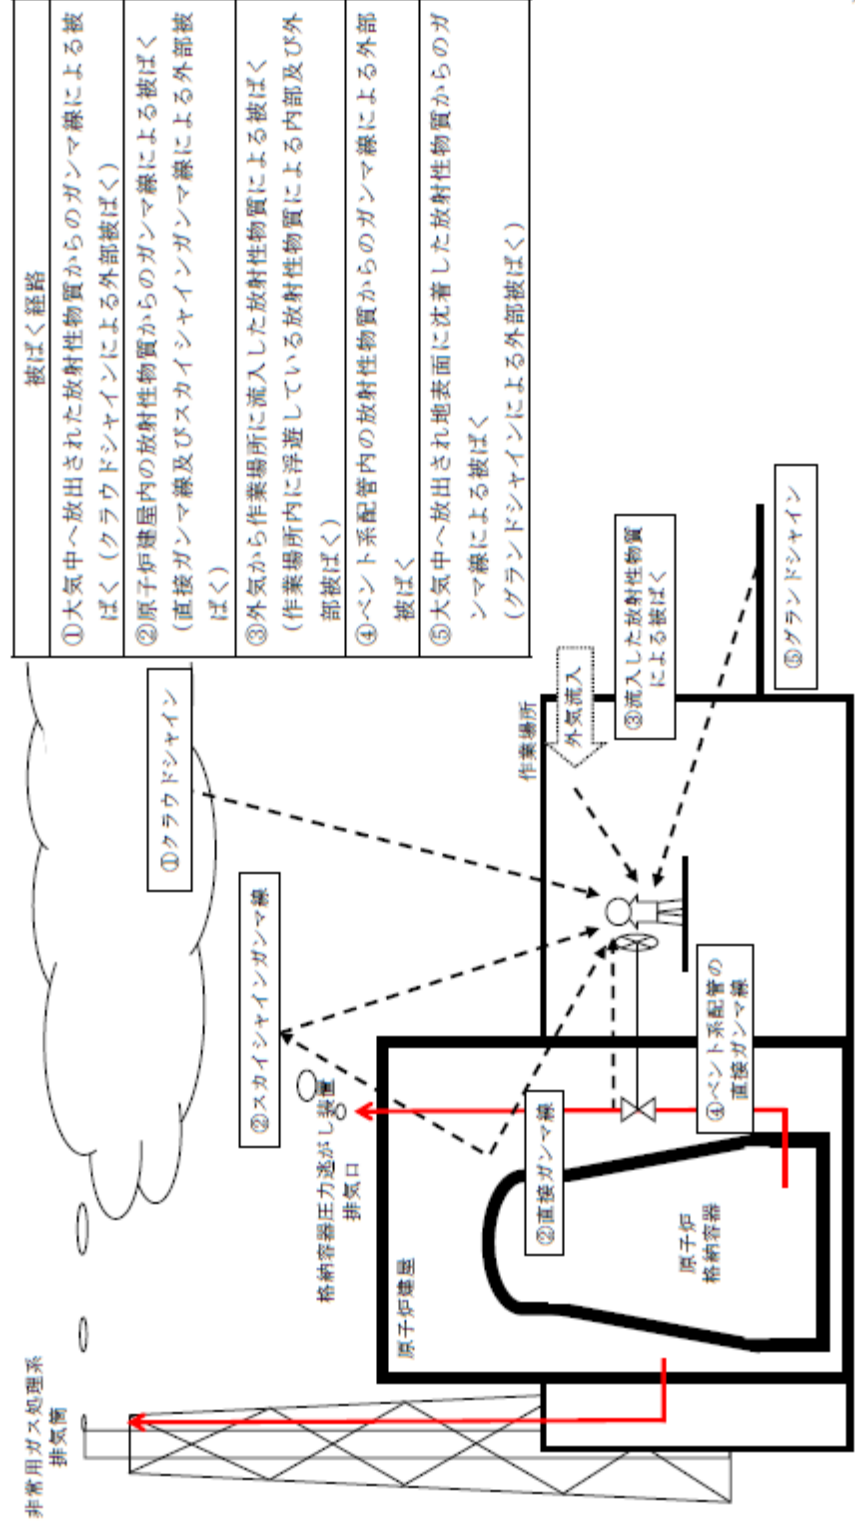 被ばく経路
①大気中へ放出された放射性物質からのガンマ線による被
ばく（クラウドシャインによる外部被ばく）
②原子炉建屋内の放射性物質からのガンマ線による被ばく
（直接ガンマ線及びスカイシャインガンマ線による外部被
ばく）
③外気から作業場所に流入した放射性物質による被ばく
（作業場所内に浮遊している放射性物質による内部及び外
部被ばく）
④ベント系配管内の放射性物質からのガンマ線による外部
被ばく
⑤大気中へ放出され地表面に沈着した放射性物質からのガ
ンマ線による被ばく
（グランドシャインによる外部被ばく）
非常用ガス処理系
排気筒
①クラウドシャイン
②スカイシャインガンマ線
格納容器圧力逃がし装置
排気口
原子炉建屋
②直接ガンマ線
原子炉
格納容器
④ベント系配管の
直接ガンマ線
作業場所
外気流入
③流入した放射性物質
による被ばく
⑤グランドシャイン